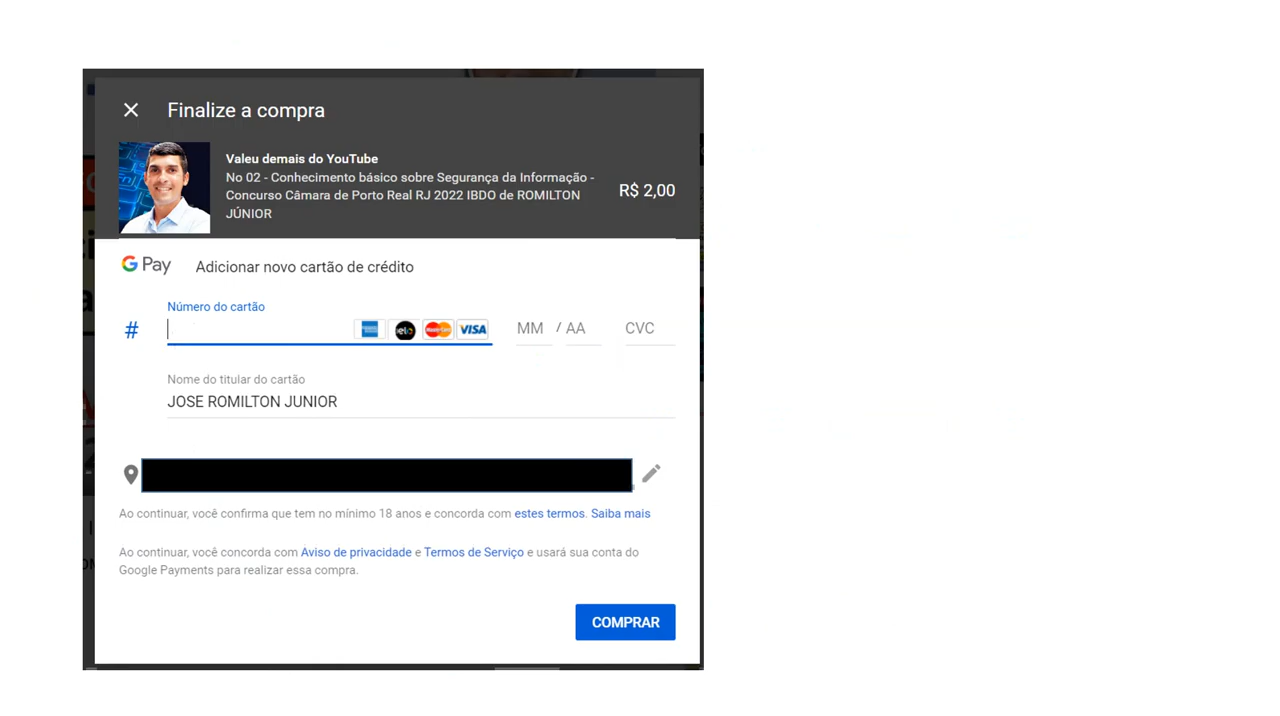 Finalize a compra
Valeu demais do YouTube
No 02 - Conhecimento básico sobre Segurança da Informação -
Concurso Câmara de Porto Real RJ 2022 IBDO de ROMILTON
JÚNIOR
R$ 2,00
G Pay
Adicionar novo cartão de crédito
Número do cartão
#
elo
MasterCard
VISA
MM / AA
CVC
Nome do titular do cartão
JOSE ROMILTON JUNIOR
Ao continuar, você confirma que tem no mínimo 18 anos e concorda com estes termos. Saiba mais
Ao continuar, você concorda com Aviso de privacidade e Termos de Serviço e usará sua conta do
Google Payments para realizar essa compra.
COMPRAR